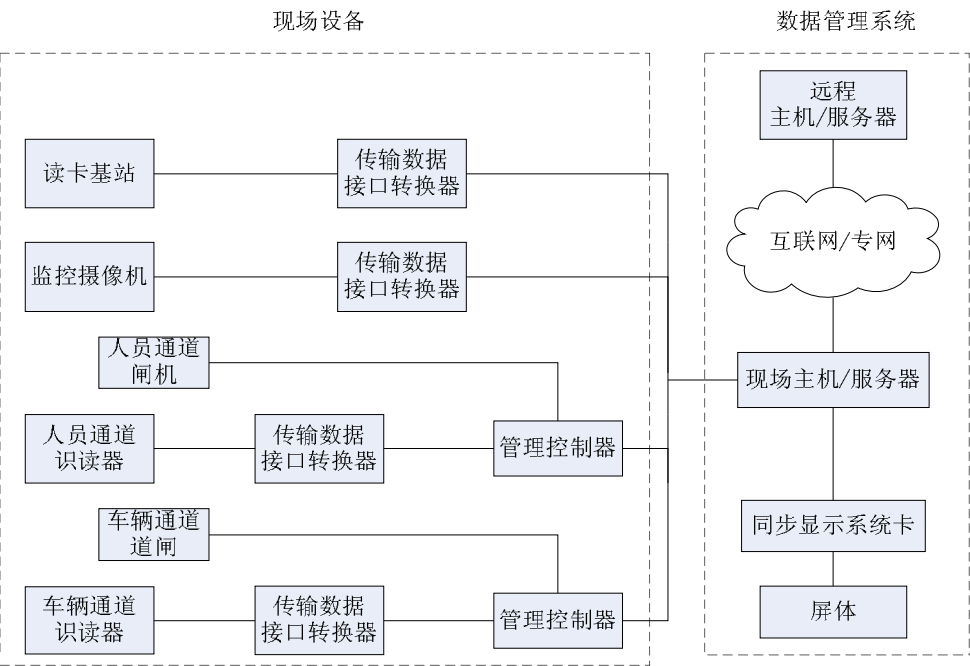 现场设备
数据管理系统
远程
主机/服务器
读卡基站
传输数据
接口转换器
互联网/专网
监控摄像机
传输数据
接口转换器
人员通道
闸机
现场主机/服务器
人员通道
识读器
传输数据
接口转换器
管理控制器
车辆通道
道闸
同步显示系统卡
车辆通道
识读器
传输数据
接口转换器
管理控制器
屏体